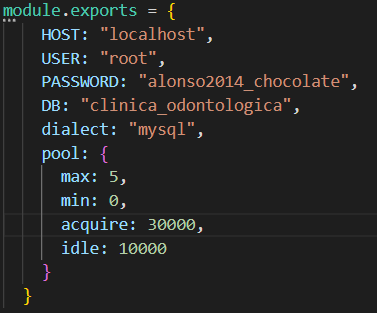 module.exports = {
HOST: "localhost",
USER: "root",
PASSWORD: "alonso2014_chocolate",
DB: "clinica_odontologica",
dialect: "mysql",
pool: {
max: 5,
min: 0,
acquire: 30000,
idle: 10000
}
}